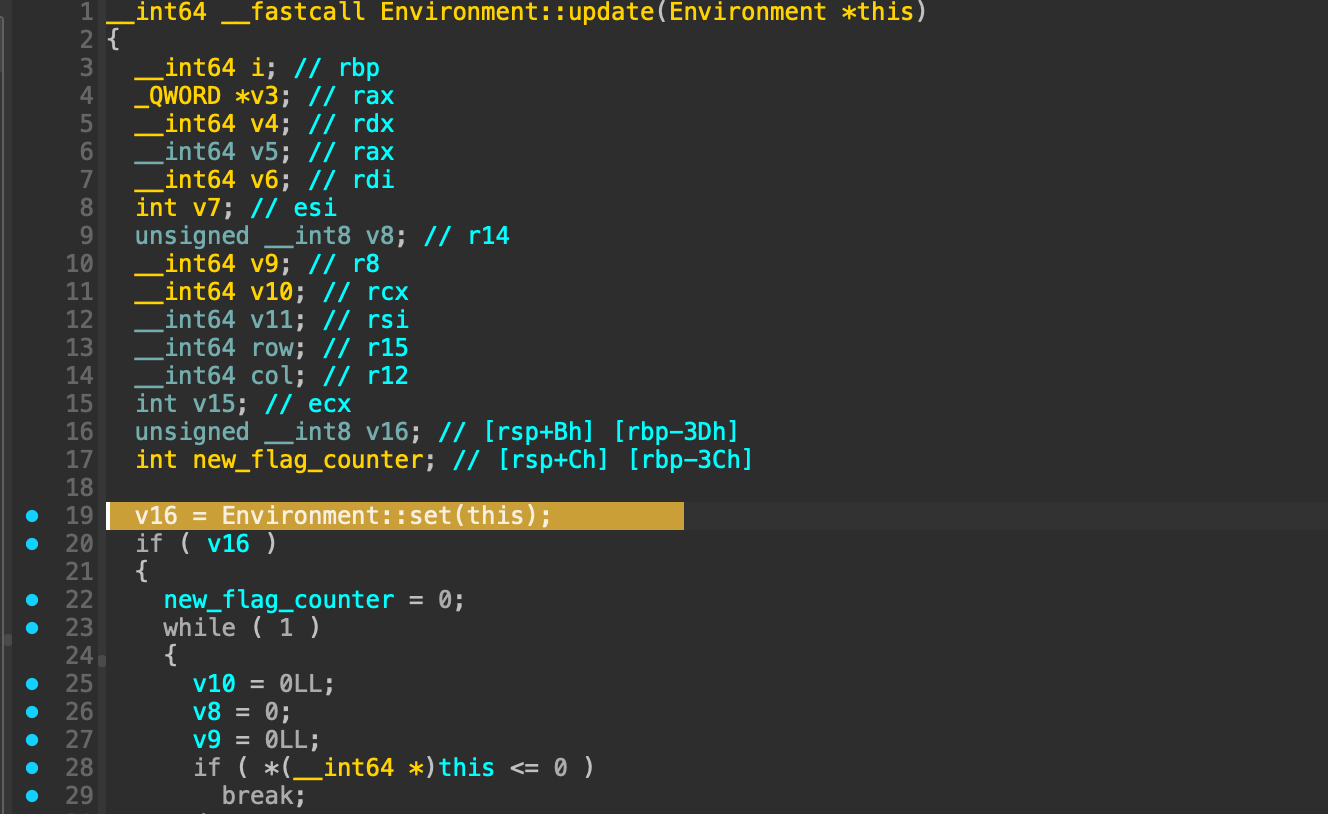 1 __int64 __fastcall Environment::update(Environment *this)
2 {
3   __int64 i; // rbp
4   _QWORD *v3; // rax
5   __int64 v4; // rdx
6   __int64 v5; // rax
7   __int64 v6; // rdi
8   int v7; // esi
9   unsigned __int8 v8; // r14
10   __int64 v9; // r8
11   __int64 v10; // rcx
12   __int64 v11; // rsi
13   __int64 row; // r15
14   __int64 col; // r12
15   int v15; // ecx
16   unsigned __int8 v16; // [rsp+Bh] [rbp-3Dh]
17   int new_flag_counter; // [rsp+Ch] [rbp-3Ch]
18
19   v16 = Environment::set(this);
20   if ( v16 )
21   {
22     new_flag_counter = 0;
23     while ( 1 )
24     {
25       v10 = 0LL;
26       v8 = 0;
27       v9 = 0LL;
28       if ( *(__int64 *)this <= 0 )
29         break;